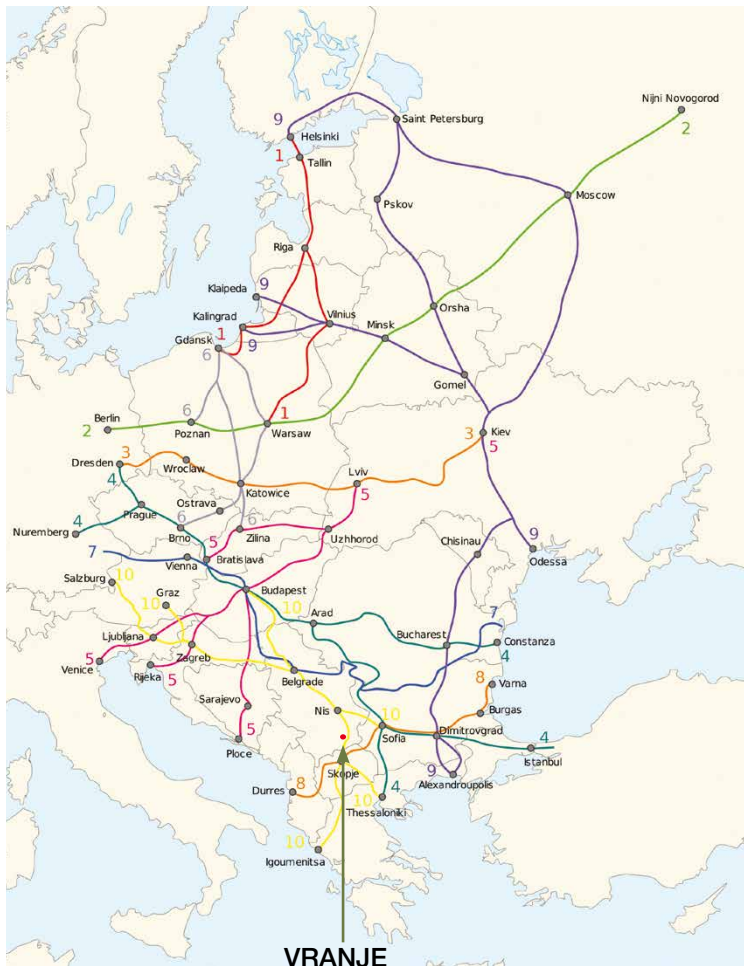 Nijni Novogorod
2
9
Saint Petersburg
Helsinki
1
Tallin
Moscow
Pskov
Riga
Klaipeda
9
Orsha
Kalingrad
Vilnius
1
Minsk
Gdansk
6
9
Gomel
6
1
Berlin
2
Poznan
Warsaw
3
Kiev
5
3
Dresden
Wroclaw
Lviv
4
Katowice
5
Ostrava
4
Prague
6
6
Nuremberg
Brno
5
Zilina
Uzhhorod
Chisinau
9
7
Vienna
Bratislava
Odessa
Salzburg
10
Budapest
Graz
10
10
Arad
7
Ljubljana
Bucharest
Constanza
4
Zagreb
Venice
5
Rijeka
5
Belgrade
8
Varna
Sarajevo
Nis
10
Burgas
5
Sofia
Dimitrovgrad
4
Ploce
Istanbul
Skopje
9
Durres
8
4
Alexandroupolis
10
Thessaloniki
10
Igoumenitsa
VRANJE